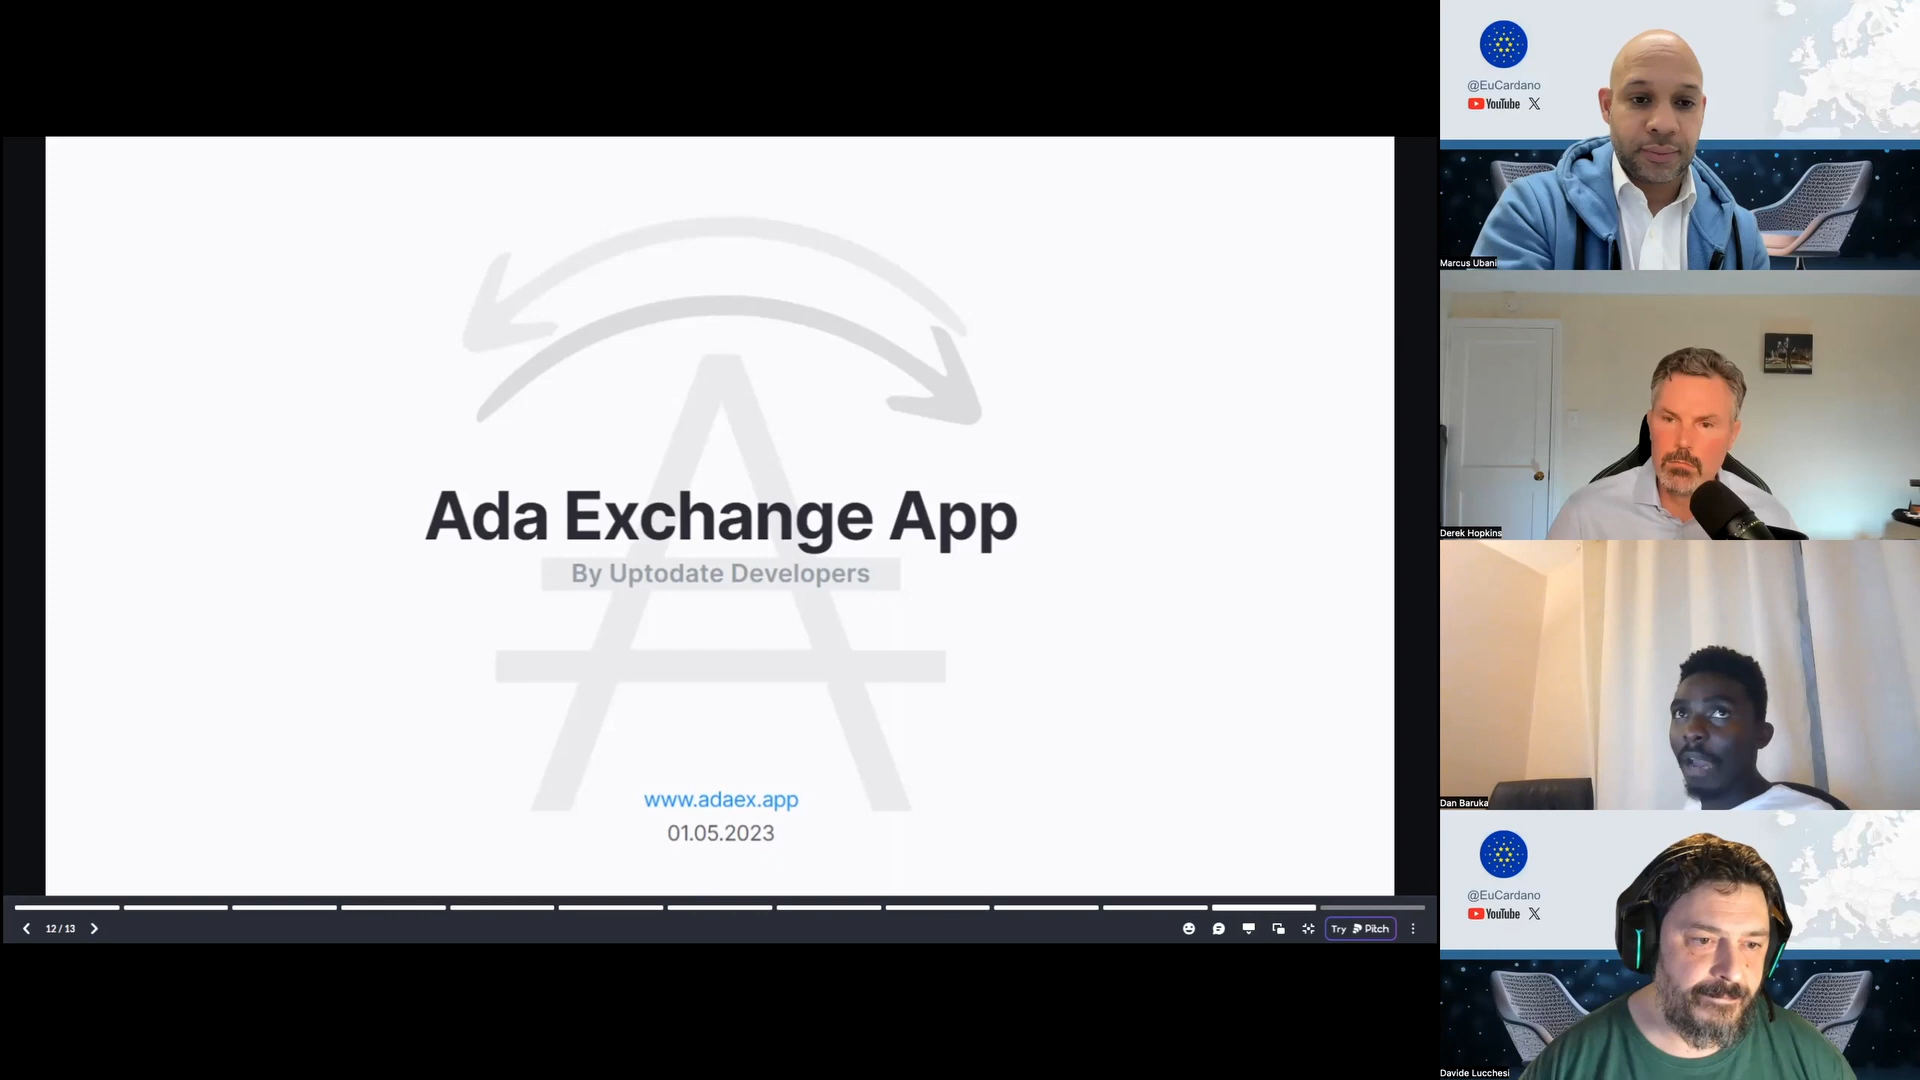 Ada Exchange App
By Uptodate Developers
www.adaex.app
01.05.2023
12 / 13
Try Pitch
@EuCardano
YouTube X
Marcus Ubani
Derek Hopkins
Dan Baruka
@EuCardano
YouTube X
Davide Lucchesi